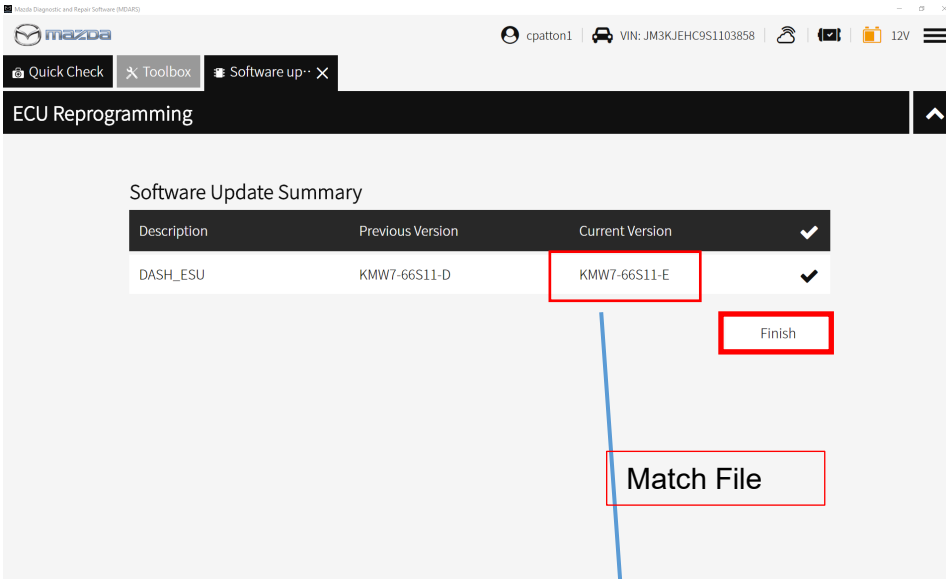 Mazda Diagnostic and Repair Software (MDARS)
mazda
cpatton1
VIN: JM3KJEHC9S1103858
12V
Quick Check
Toolbox
Software up··
ECU Reprogramming
Software Update Summary
Description Previous Version Current Version
DASH_ESU KMW7-66S11-D KMW7-66S11-E
Finish
Match File